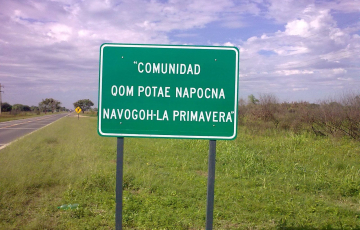 "COMUNIDAD
QOM POTAE NAPOCNA
NAVOGOH-LA PRIMAVERA"